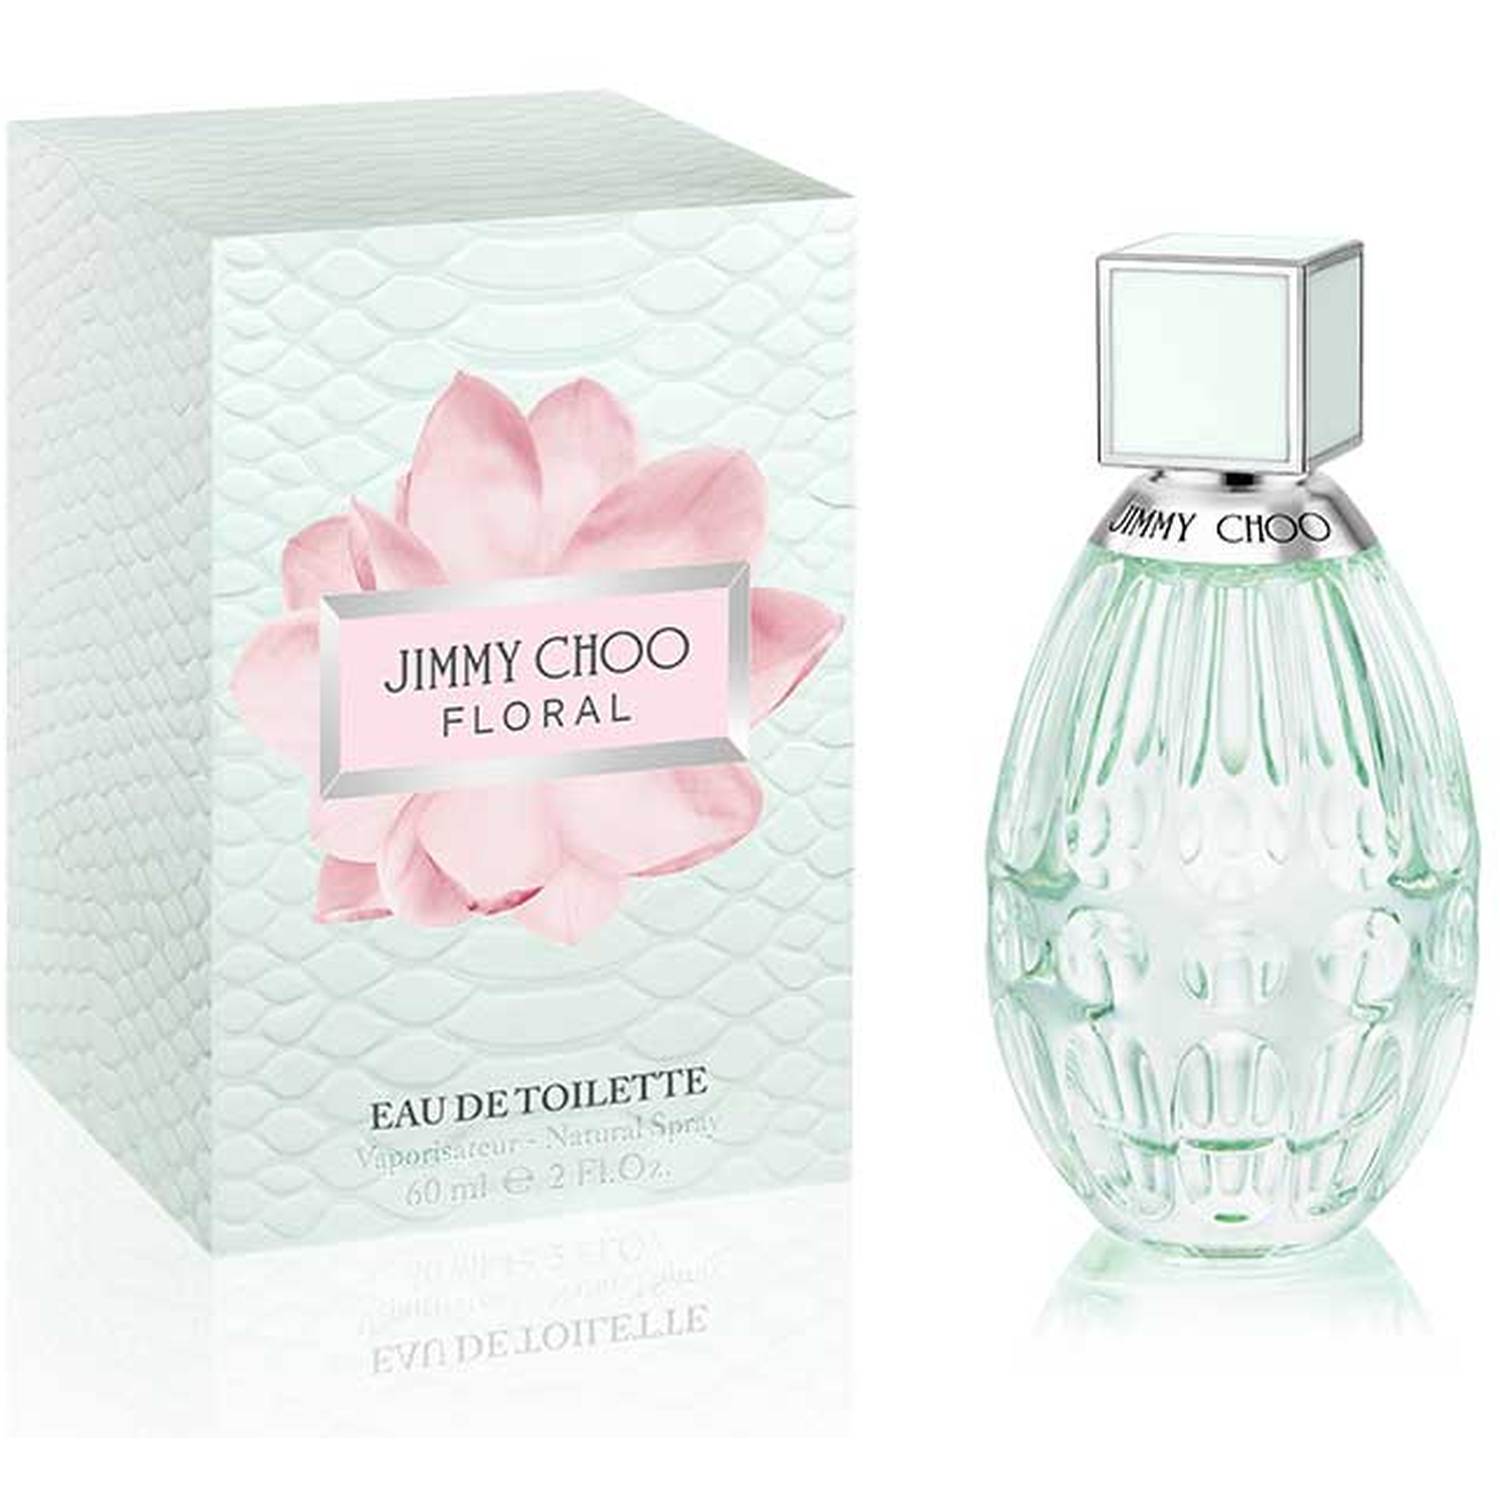 JIMMY CHOO
FLORAL
EAU DE TOILETTE
Vaporisateur - Natural Spray
60 ml ℮ 2 Fl.Oz.
JIMMY CHOO